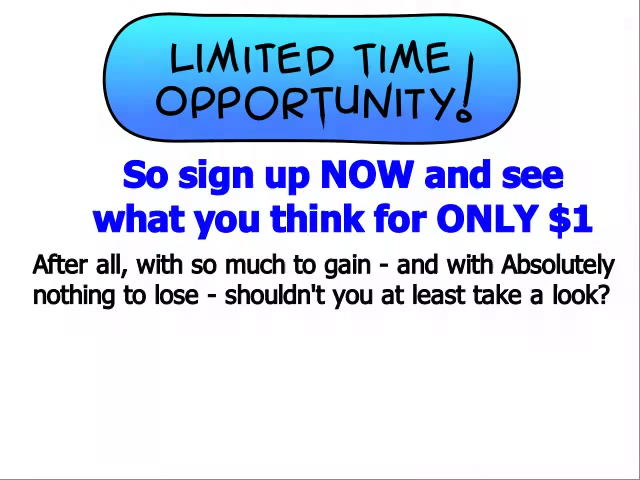 LIMITED TIME
OPPORTUNITY!
So sign up NOW and see
what you think for ONLY $1
After all, with so much to gain - and with Absolutely
nothing to lose - shouldn't you at least take a look?